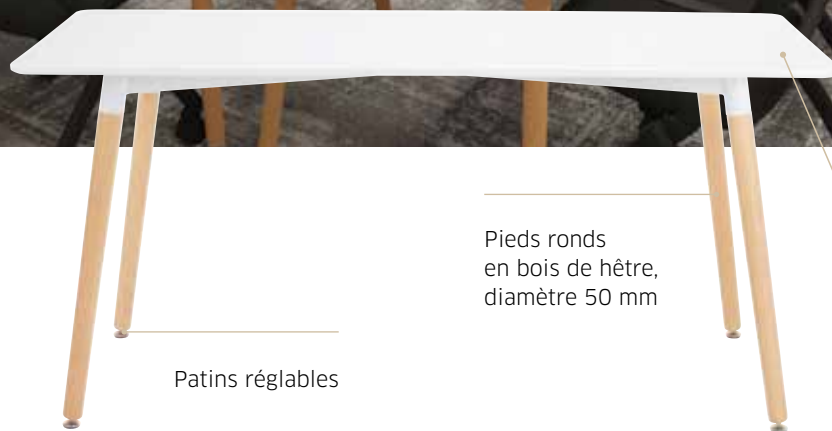 Pieds ronds
en bois de hêtre,
diamètre 50 mm
Patins réglables